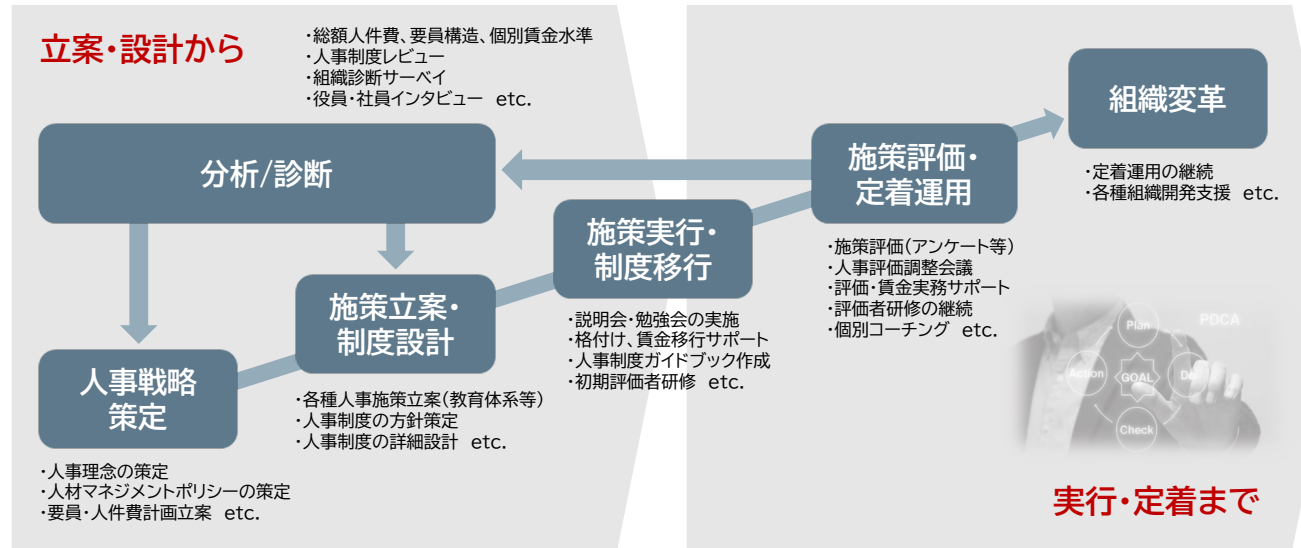 立案・設計から
・総額人件費、要員構造、個別賃金水準
・人事制度レビュー
・組織診断サーベイ
・役員・社員インタビュー etc.
分析/診断
人事戦略
策定
・人事理念の策定
・人材マネジメントポリシーの策定
・要員・人件費計画立案 etc.
施策立案・
制度設計
・各種人事施策立案(教育体系等)
・人事制度の方針策定
・人事制度の詳細設計 etc.
施策実行・
制度移行
・説明会・勉強会の実施
・格付け、賃金移行サポート
・人事制度ガイドブック作成
・初期評価者研修 etc.
施策評価・
定着運用
・施策評価(アンケート等)
・人事評価調整会議
・評価・賃金実務サポート
・評価者研修の継続
・個別コーチング etc.
組織変革
・定着運用の継続
・各種組織開発支援 etc.
PDCA
Plan
Action
GOAL
Do
Check
実行・定着まで